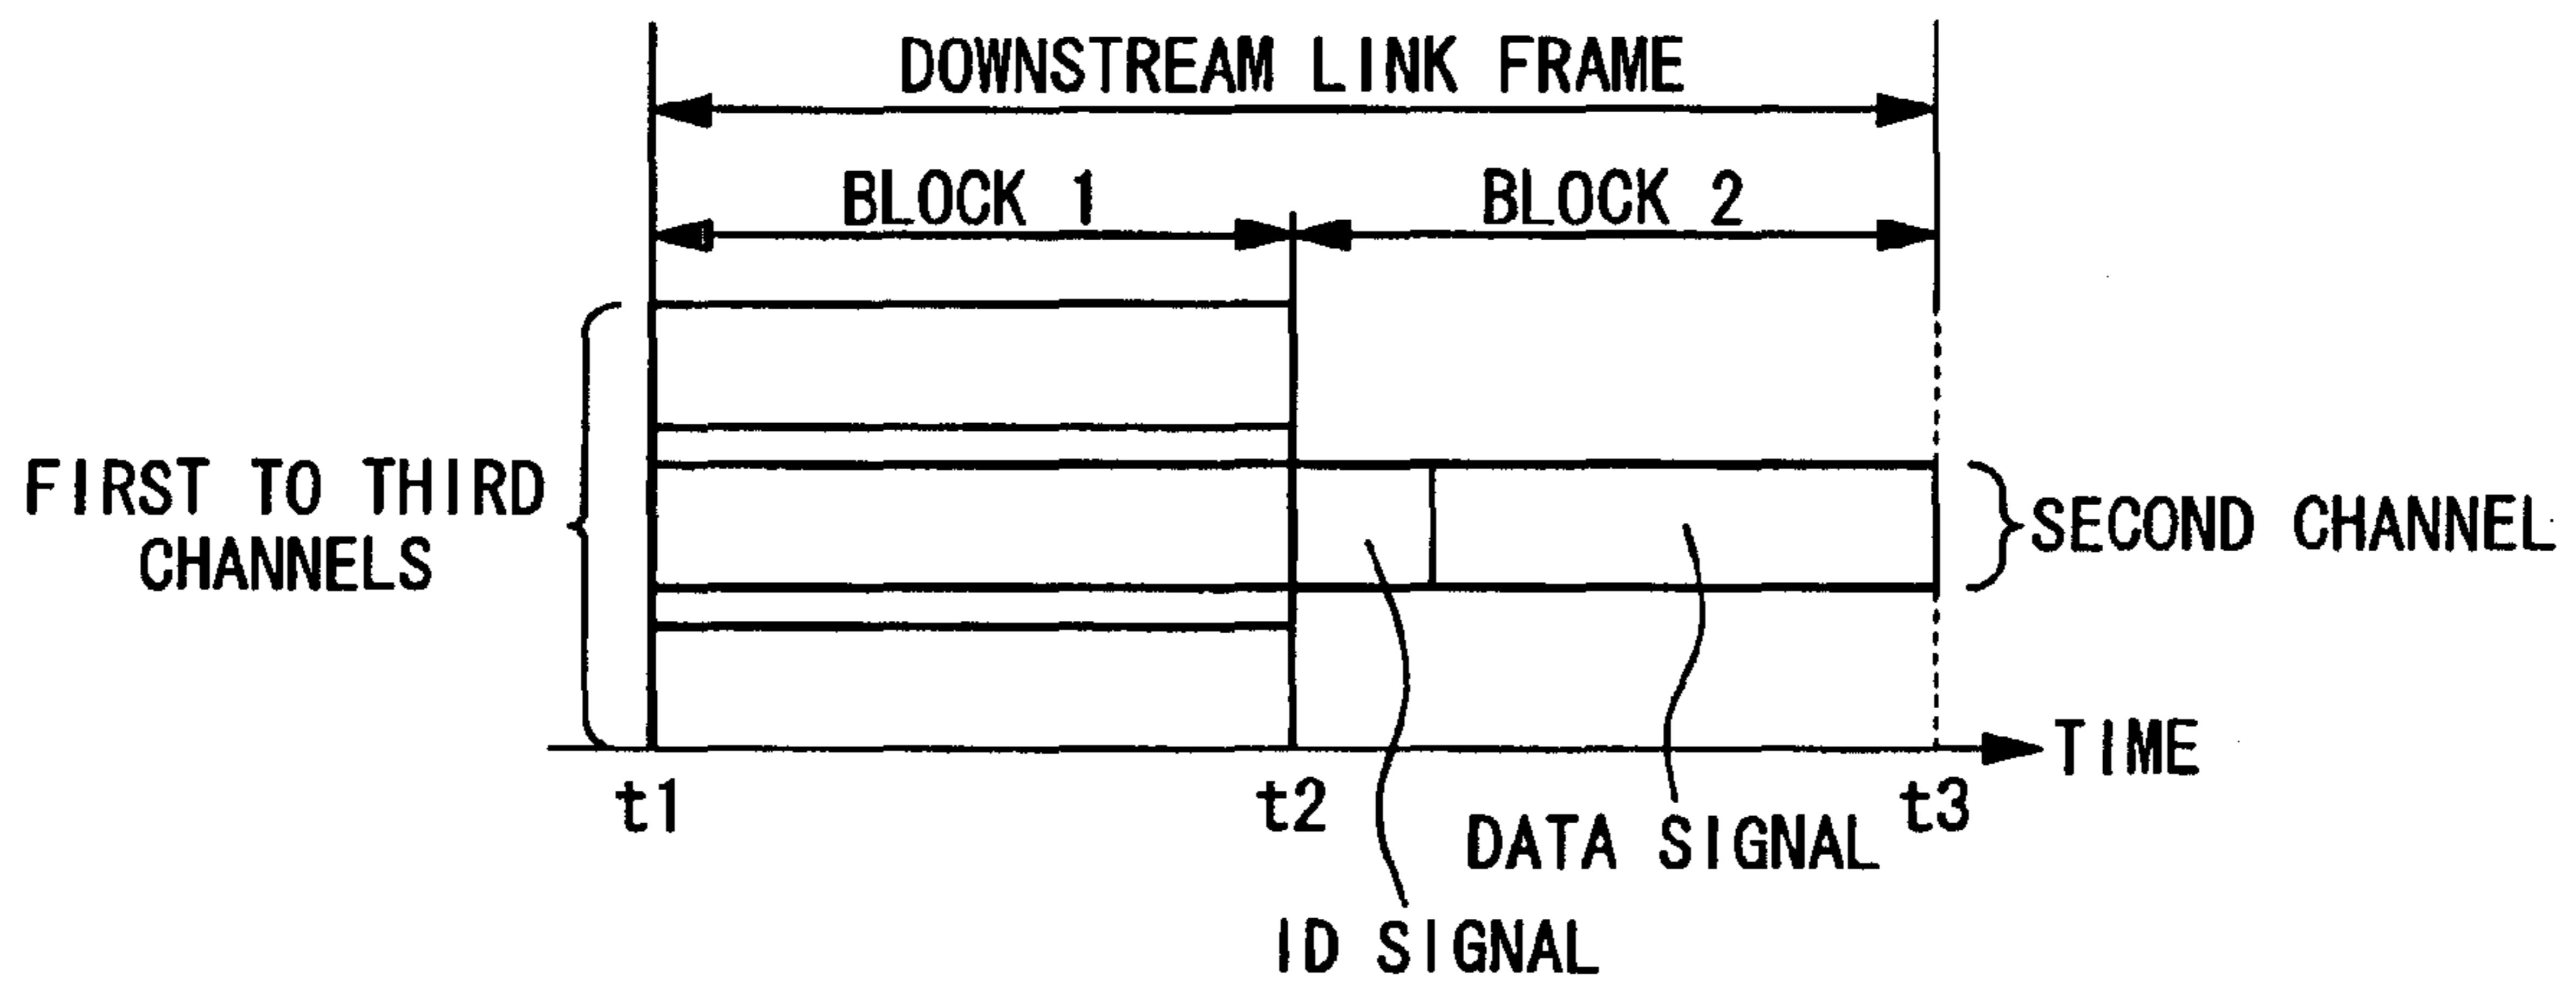 DOWNSTREAM LINK FRAME
BLOCK 1
BLOCK 2
FIRST TO THIRD
CHANNELS
SECOND CHANNEL
TIME
t1
t2
t3
DATA SIGNAL
ID SIGNAL